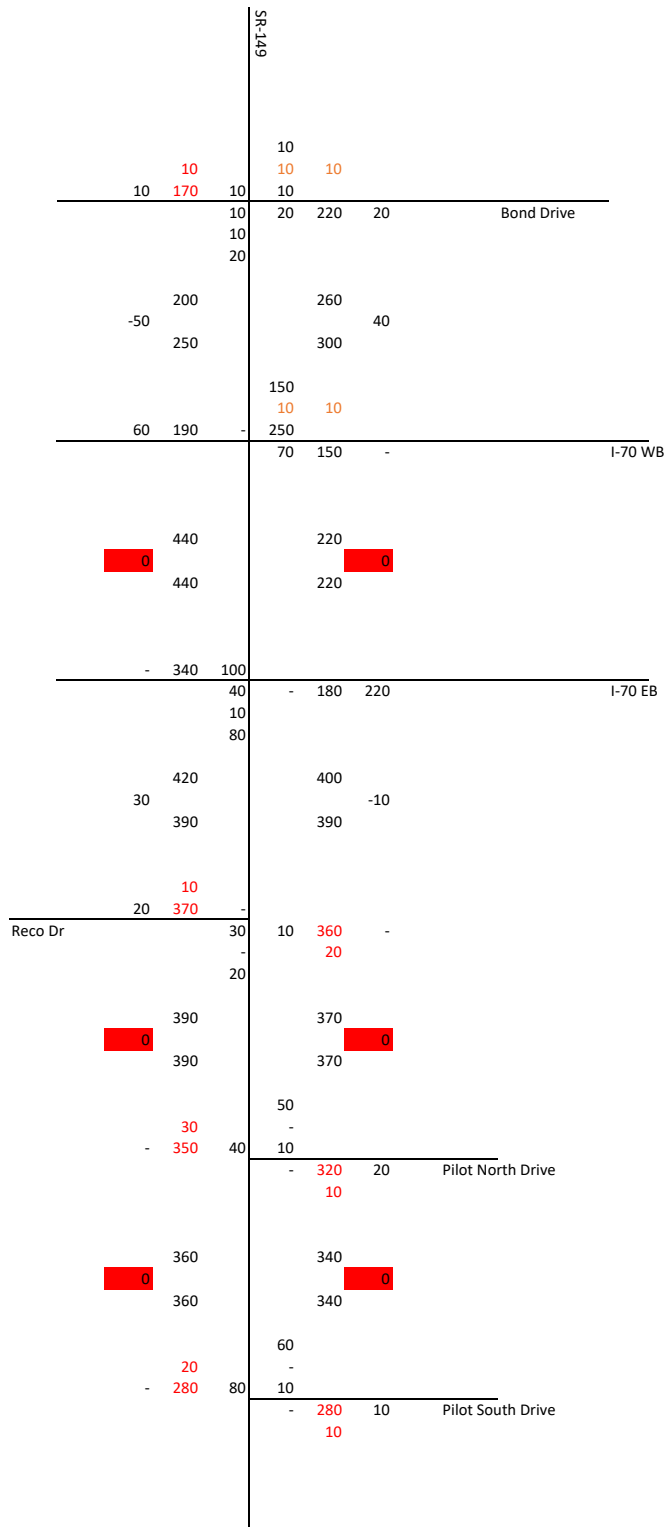 SR-149
10
10 10 10
10 170 10 10
10 20 220 20 Bond Drive
10
20
200 260
-50 40
250 300
150
10 10
60 190 - 250
70 150 - I-70 WB
440 220
0 0
440 220
- 340 100
40 - 180 220 I-70 EB
10
80
420 400
30 -10
390 390
10
20 370 -
Reco Dr 30 10 360 -
- 20
20
390 370
0 0
390 370
50
30 -
- 350 40 10
- 320 20 Pilot North Drive
10
360 340
0 0
360 340
60
20 -
- 280 80 10
- 280 10 Pilot South Drive
10